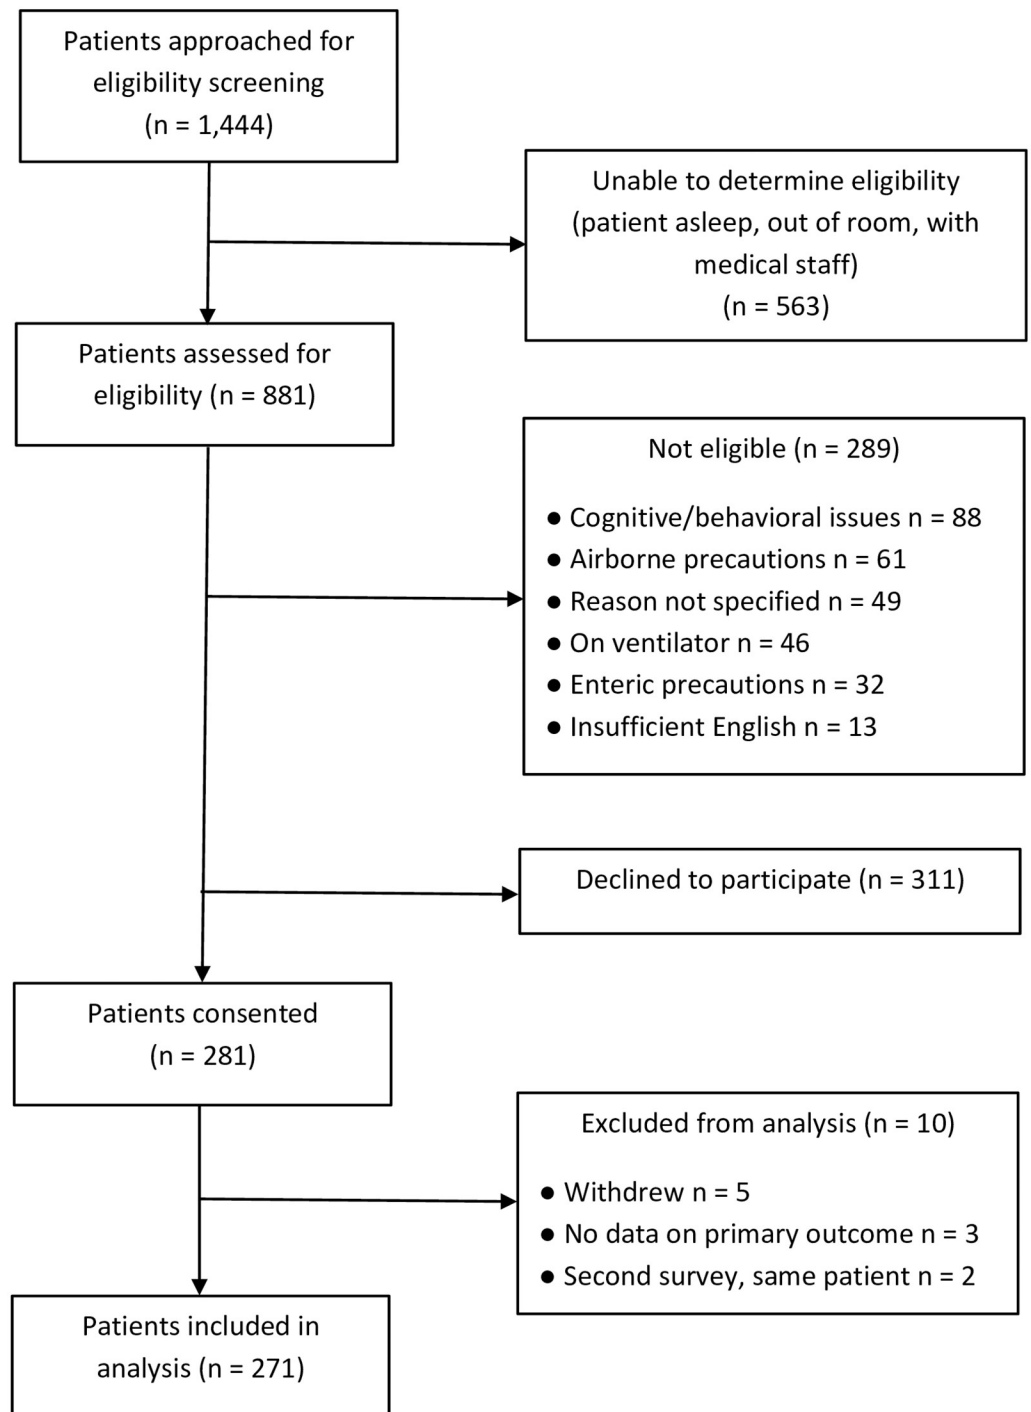 Patients approached for
eligibility screening
(n = 1,444)
Unable to determine eligibility
(patient asleep, out of room, with
medical staff)
(n = 563)
Patients assessed for
eligibility (n = 881)
Not eligible (n = 289)
● Cognitive/behavioral issues n = 88
● Airborne precautions n = 61
● Reason not specified n = 49
● On ventilator n = 46
● Enteric precautions n = 32
● Insufficient English n = 13
Declined to participate (n = 311)
Patients consented
(n = 281)
Excluded from analysis (n = 10)
● Withdrew n = 5
● No data on primary outcome n = 3
● Second survey, same patient n = 2
Patients included in
analysis (n = 271)